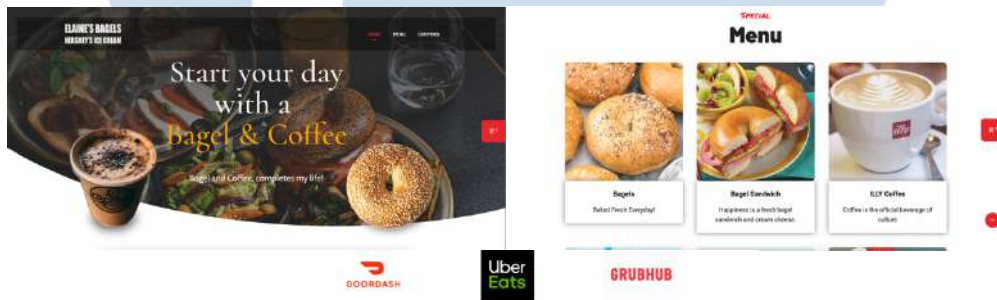 ELAINE'S BAGELS
HERSHEY'S ICE CREAM
HOME MENU
Start your day
with a
Bagel & Coffee
Bagel and Coffee, completes my life!
Special
Menu
illy
Bagels
Baked Fresh Everyday!
Bagel Sandwich
Happiness is a fresh bagel
sandwich and cream cheese.
ILLY Coffee
Coffee is the official beverage of
culture
DOORDASH
Uber
Eats
GRUBHUB